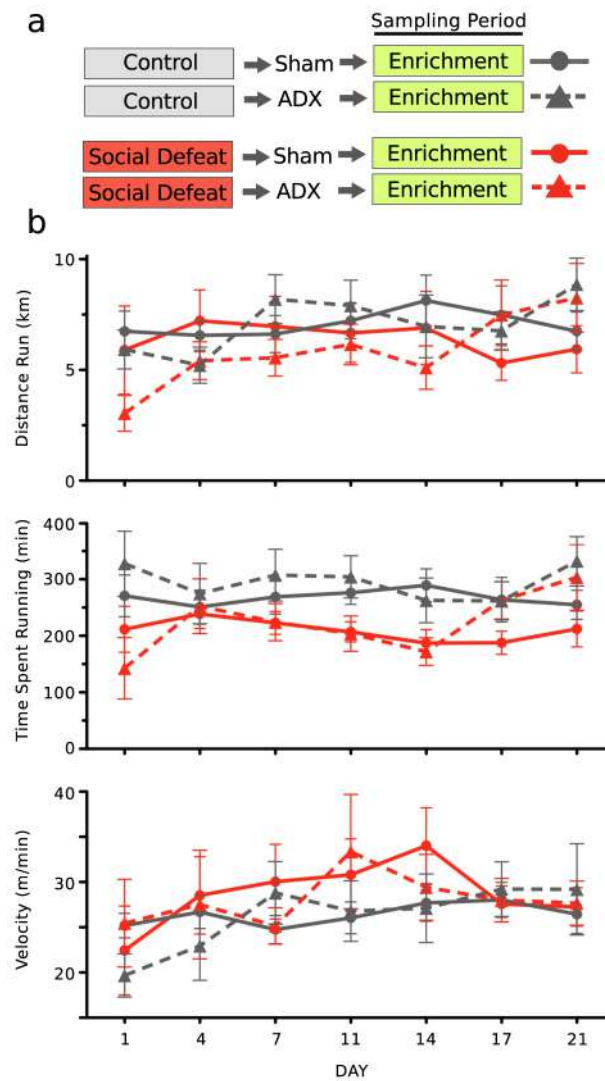 a
Sampling Period
Control Sham Enrichment
Control ADX Enrichment
Social Defeat Sham Enrichment
Social Defeat ADX Enrichment
b
10
5
0
Distance Run (km)
400
300
200
100
0
Time Spent Running (min)
40
30
20
Velocity (m/min)
1 4 7 11 14 17 21
DAY